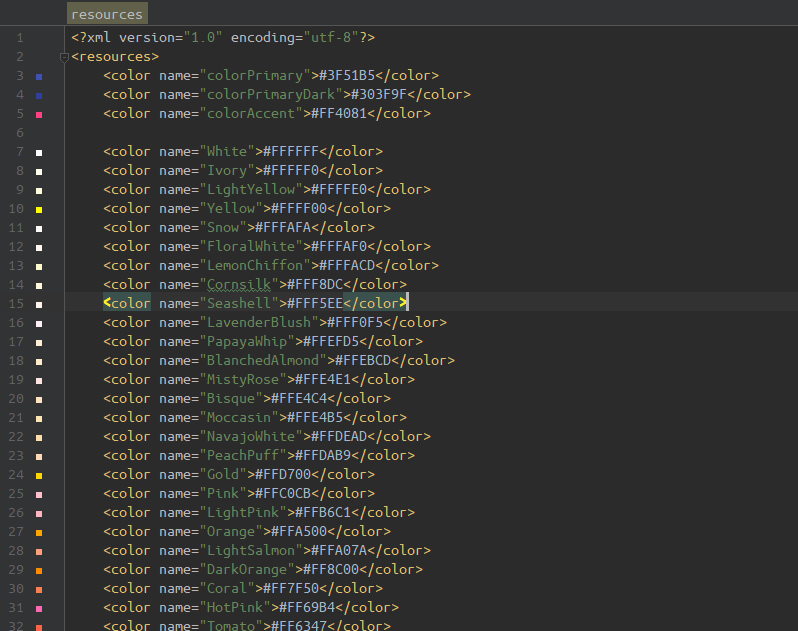 resources
1 <?xml version="1.0" encoding="utf-8"?>
2 <resources>
3 <color name="colorPrimary">#3F51B5</color>
4 <color name="colorPrimaryDark">#303F9F</color>
5 <color name="colorAccent">#FF4081</color>
6
7 <color name="White">#FFFFFF</color>
8 <color name="Ivory">#FFFFF0</color>
9 <color name="LightYellow">#FFFFE0</color>
10 <color name="Yellow">#FFFF00</color>
11 <color name="Snow">#FFFAFA</color>
12 <color name="FloralWhite">#FFFAF0</color>
13 <color name="LemonChiffon">#FFFACD</color>
14 <color name="Cornsilk">#FFF8DC</color>
15 <color name="Seashell">#FFF5EE</color>
16 <color name="LavenderBlush">#FFF0F5</color>
17 <color name="PapayaWhip">#FFEFD5</color>
18 <color name="BlanchedAlmond">#FFEBCD</color>
19 <color name="MistyRose">#FFE4E1</color>
20 <color name="Bisque">#FFE4C4</color>
21 <color name="Moccasin">#FFE4B5</color>
22 <color name="NavajoWhite">#FFDEAD</color>
23 <color name="PeachPuff">#FFDAB9</color>
24 <color name="Gold">#FFD700</color>
25 <color name="Pink">#FFC0CB</color>
26 <color name="LightPink">#FFB6C1</color>
27 <color name="Orange">#FFA500</color>
28 <color name="LightSalmon">#FFA07A</color>
29 <color name="DarkOrange">#FF8C00</color>
30 <color name="Coral">#FF7F50</color>
31 <color name="HotPink">#FF69B4</color>
32 <color name="Tomato">#FF6347</color>